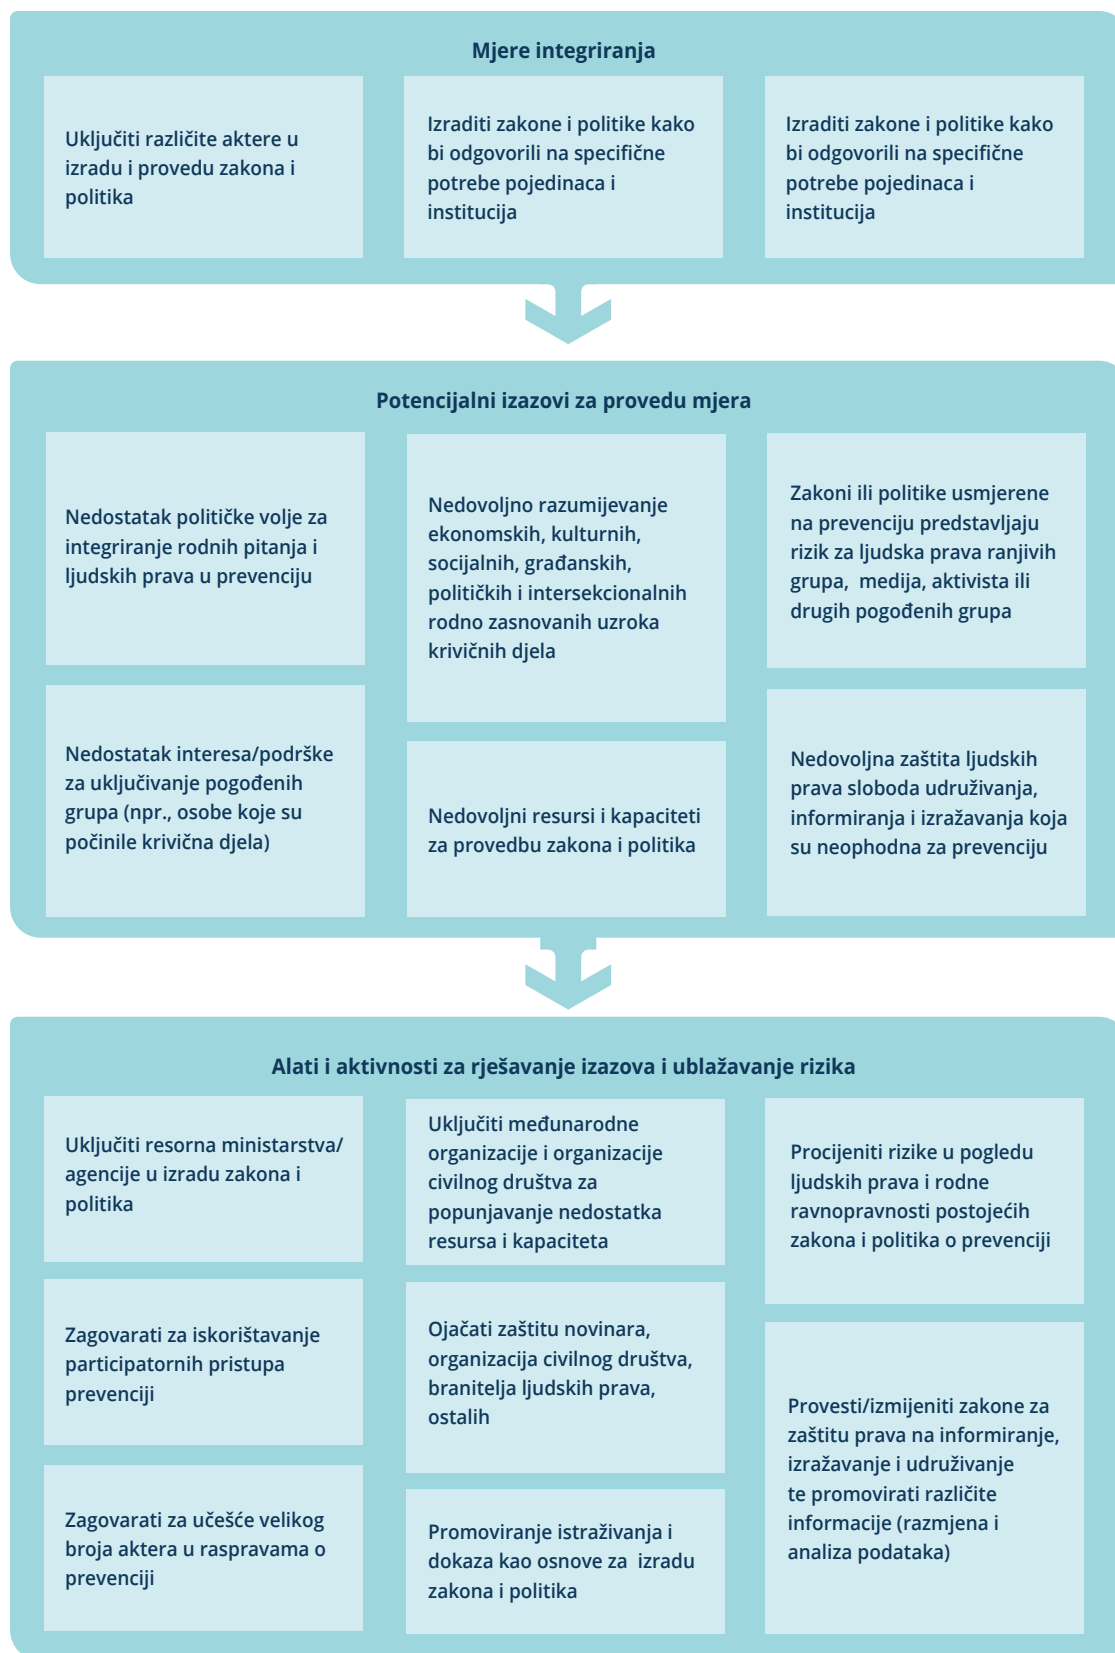 Mjere integriranja
Uključiti različite aktere u
izradu i provedu zakona i
politika
Izraditi zakone i politike kako
bi odgovorili na specifične
potrebe pojedinaca i
institucija
Izraditi zakone i politike kako
bi odgovorili na specifične
potrebe pojedinaca i
institucija
Potencijalni izazovi za provedu mjera
Nedostatak političke volje za
integriranje rodnih pitanja i
ljudskih prava u prevenciju
Nedovoljno razumijevanje
ekonomskih, kulturnih,
socijalnih, građanskih,
političkih i intersekcionalnih
rodno zasnovanih uzroka
krivičnih djela
Zakoni ili politike usmjerene
na prevenciju predstavljaju
rizik za ljudska prava ranjivih
grupa, medija, aktivista ili
drugih pogođenih grupa
Nedostatak interesa/podrške
za uključivanje pogođenih
grupa (npr., osobe koje su
počinile krivična djela)
Nedovoljni resursi i kapaciteti
za provedbu zakona i politika
Nedovoljna zaštita ljudskih
prava sloboda udruživanja,
informiranja i izražavanja koja
su neophodna za prevenciju
Alati i aktivnosti za rješavanje izazova i ublažavanje rizika
Uključiti resorna ministarstva/
agencije u izradu zakona i
politika
Uključiti međunarodne
organizacije i organizacije
civilnog društva za
popunjavanje nedostatka
resursa i kapaciteta
Procijeniti rizike u pogledu
ljudskih prava i rodne
ravnopravnosti postojećih
zakona i politika o prevenciji
Zagovarati za iskorištavanje
participatornih pristupa
prevenciji
Ojačati zaštitu novinara,
organizacija civilnog društva,
branitelja ljudskih prava,
ostalih
Provesti/izmijeniti zakone za
zaštitu prava na informiranje,
izražavanje i udruživanje
te promovirati različite
informacije (razmjena i
analiza podataka)
Zagovarati za učešće velikog
broja aktera u raspravama o
prevenciji
Promoviranje istraživanja i
dokaza kao osnove za izradu
zakona i politika